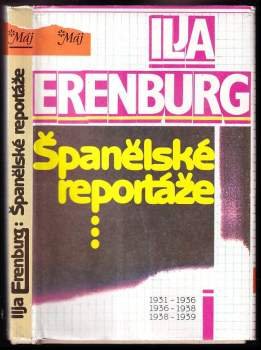 *Máj
Ilja Erenburg: Španělské reportáže
*Máj
ILJA
ERENBURG
Španělské
reportáže
1931 - 1936
1936 - 1938
1938 - 1939